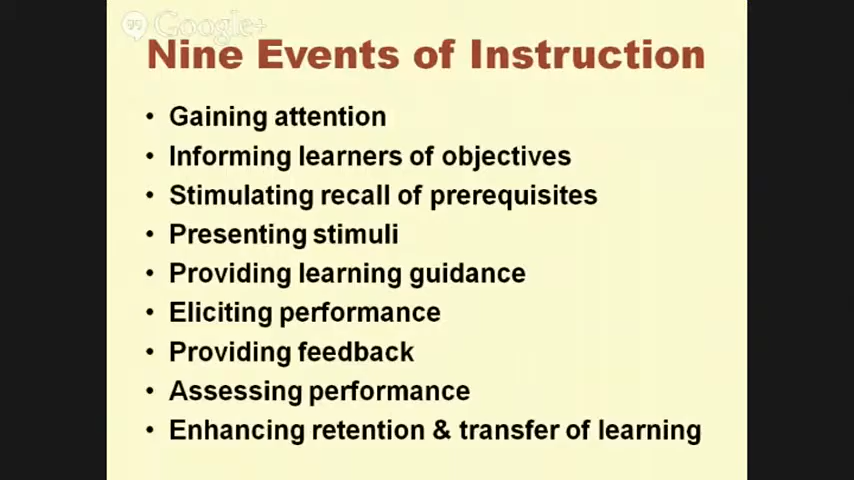 Google+
Nine Events of Instruction
• Gaining attention
• Informing learners of objectives
• Stimulating recall of prerequisites
• Presenting stimuli
• Providing learning guidance
• Eliciting performance
• Providing feedback
• Assessing performance
• Enhancing retention & transfer of learning